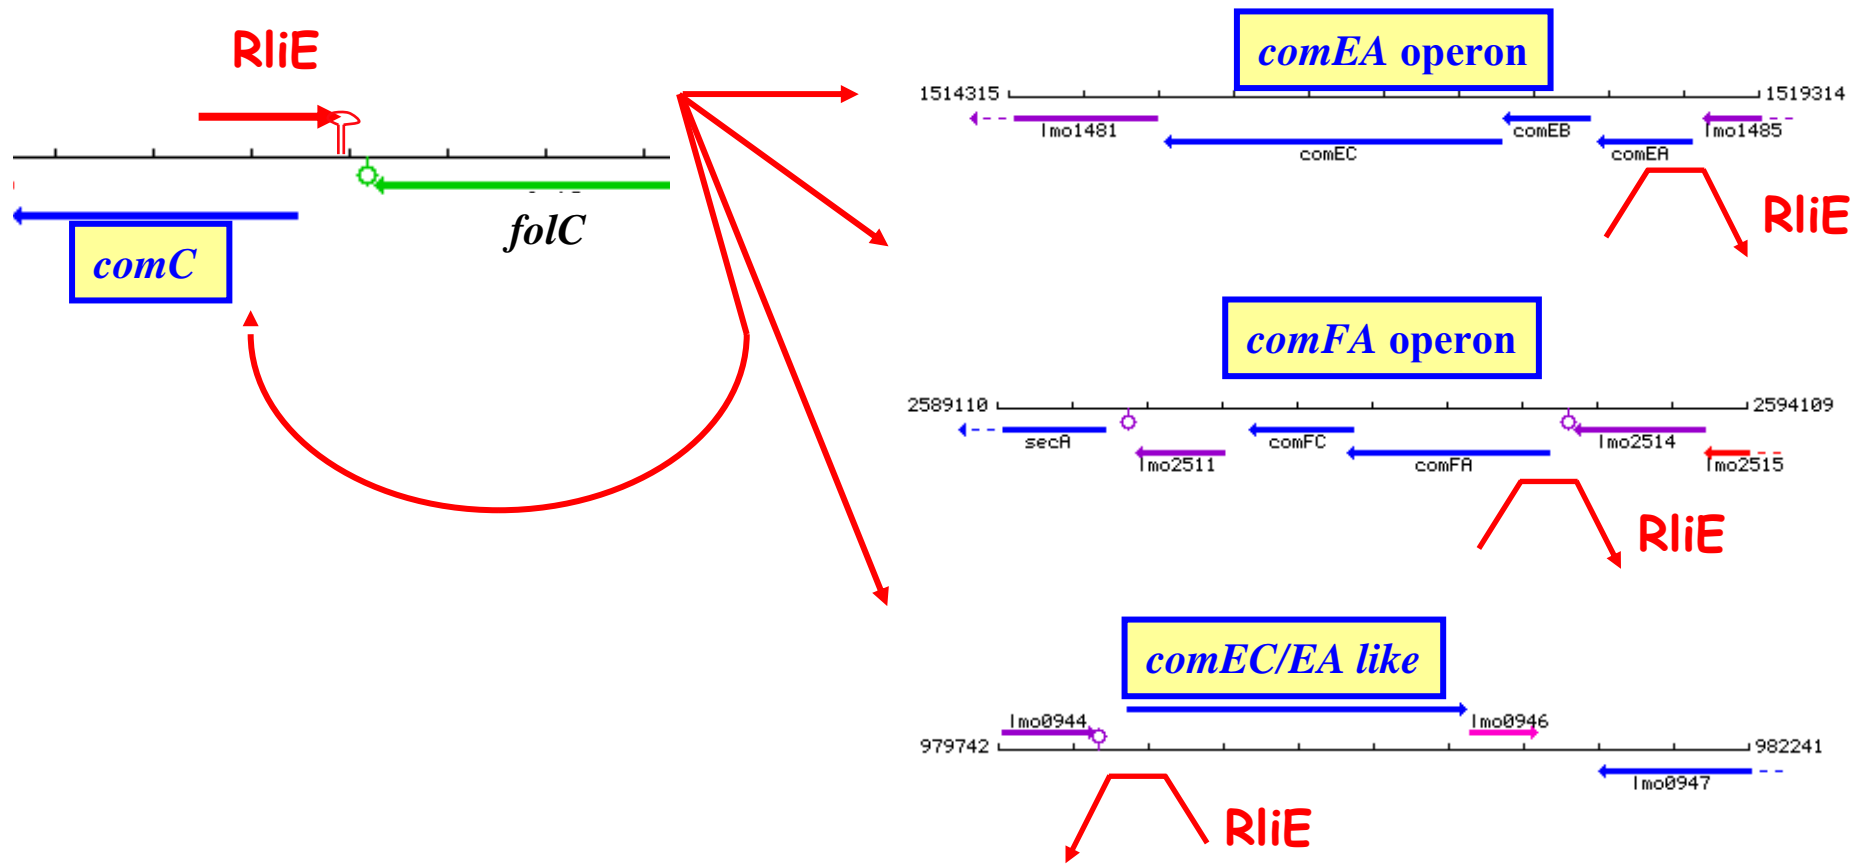 RliE
comC
folC
comEA operon
1514315
1519314
lmo1481
comEC
comEB
comEA
lmo1485
RliE
comFA operon
2589110
2594109
secA
lmo2511
comFC
comFA
lmo2514
lmo2515
RliE
comEC/EA like
lmo0944
lmo0946
979742
982241
lmo0947
RliE